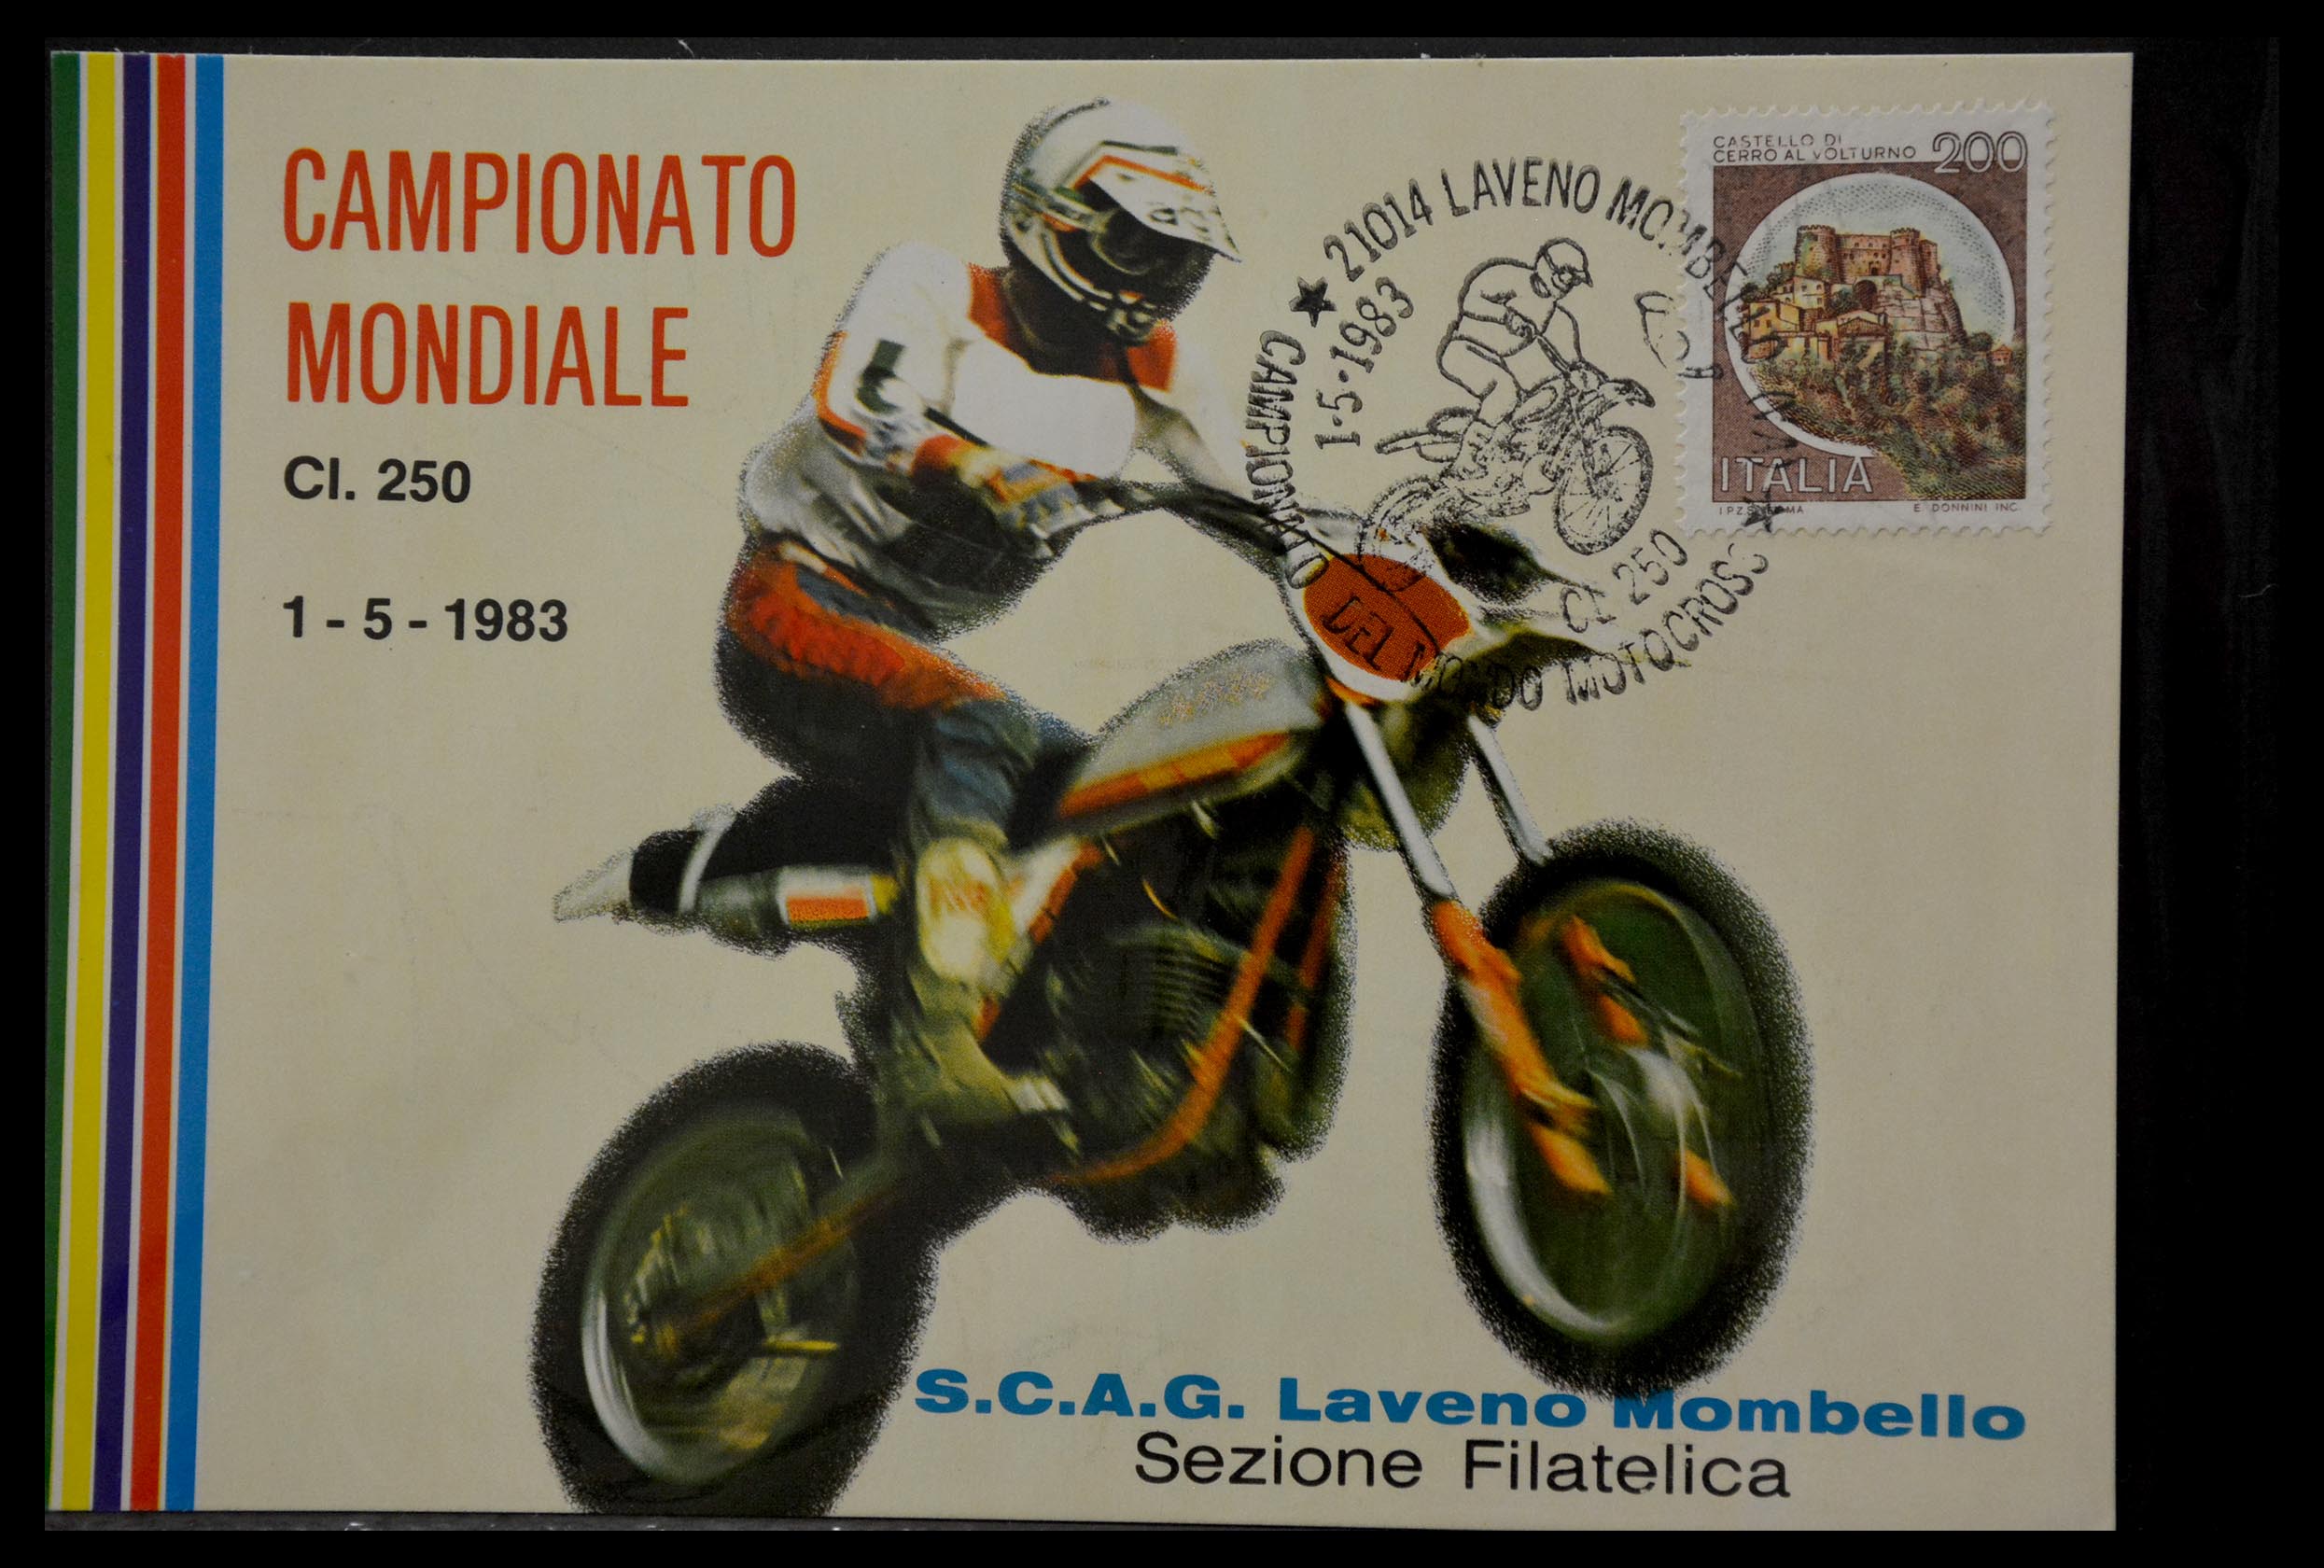 CAMPIONATO
MONDIALE
Cl. 250
1 - 5 - 1983
21014 LAVENO MOMBELLO
1-5-1983
Cl 250
CAMPIONATO DEL MONDO MOTOCROSS
CASTELLO DI
CERRO AL VOLTURNO 200
ITALIA
I.P.Z.S. ROMA E. DONNINI INC.
S.C.A.G. Laveno Mombello
Sezione Filatelica